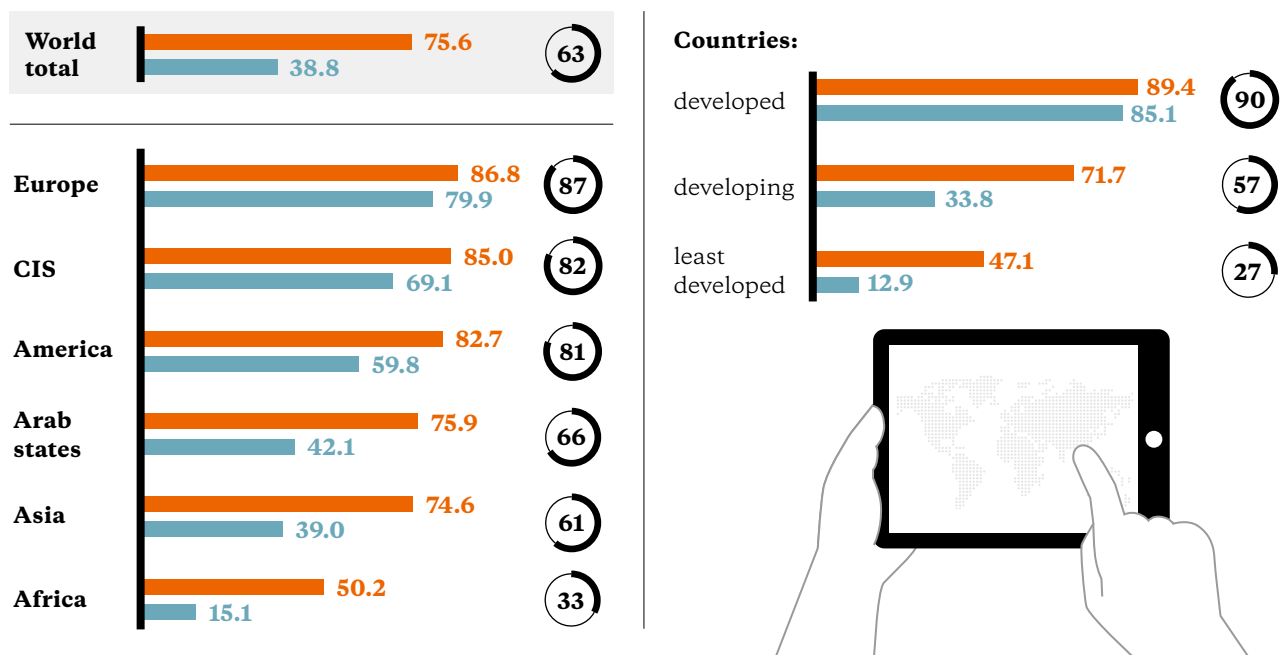 World
total
75.6
38.8
63
Europe
86.8
79.9
87
CIS
85.0
69.1
82
America
82.7
59.8
81
Arab
states
75.9
42.1
66
Asia
74.6
39.0
61
Africa
50.2
15.1
33
Countries:
developed
89.4
85.1
90
developing
71.7
33.8
57
least
developed
47.1
12.9
27